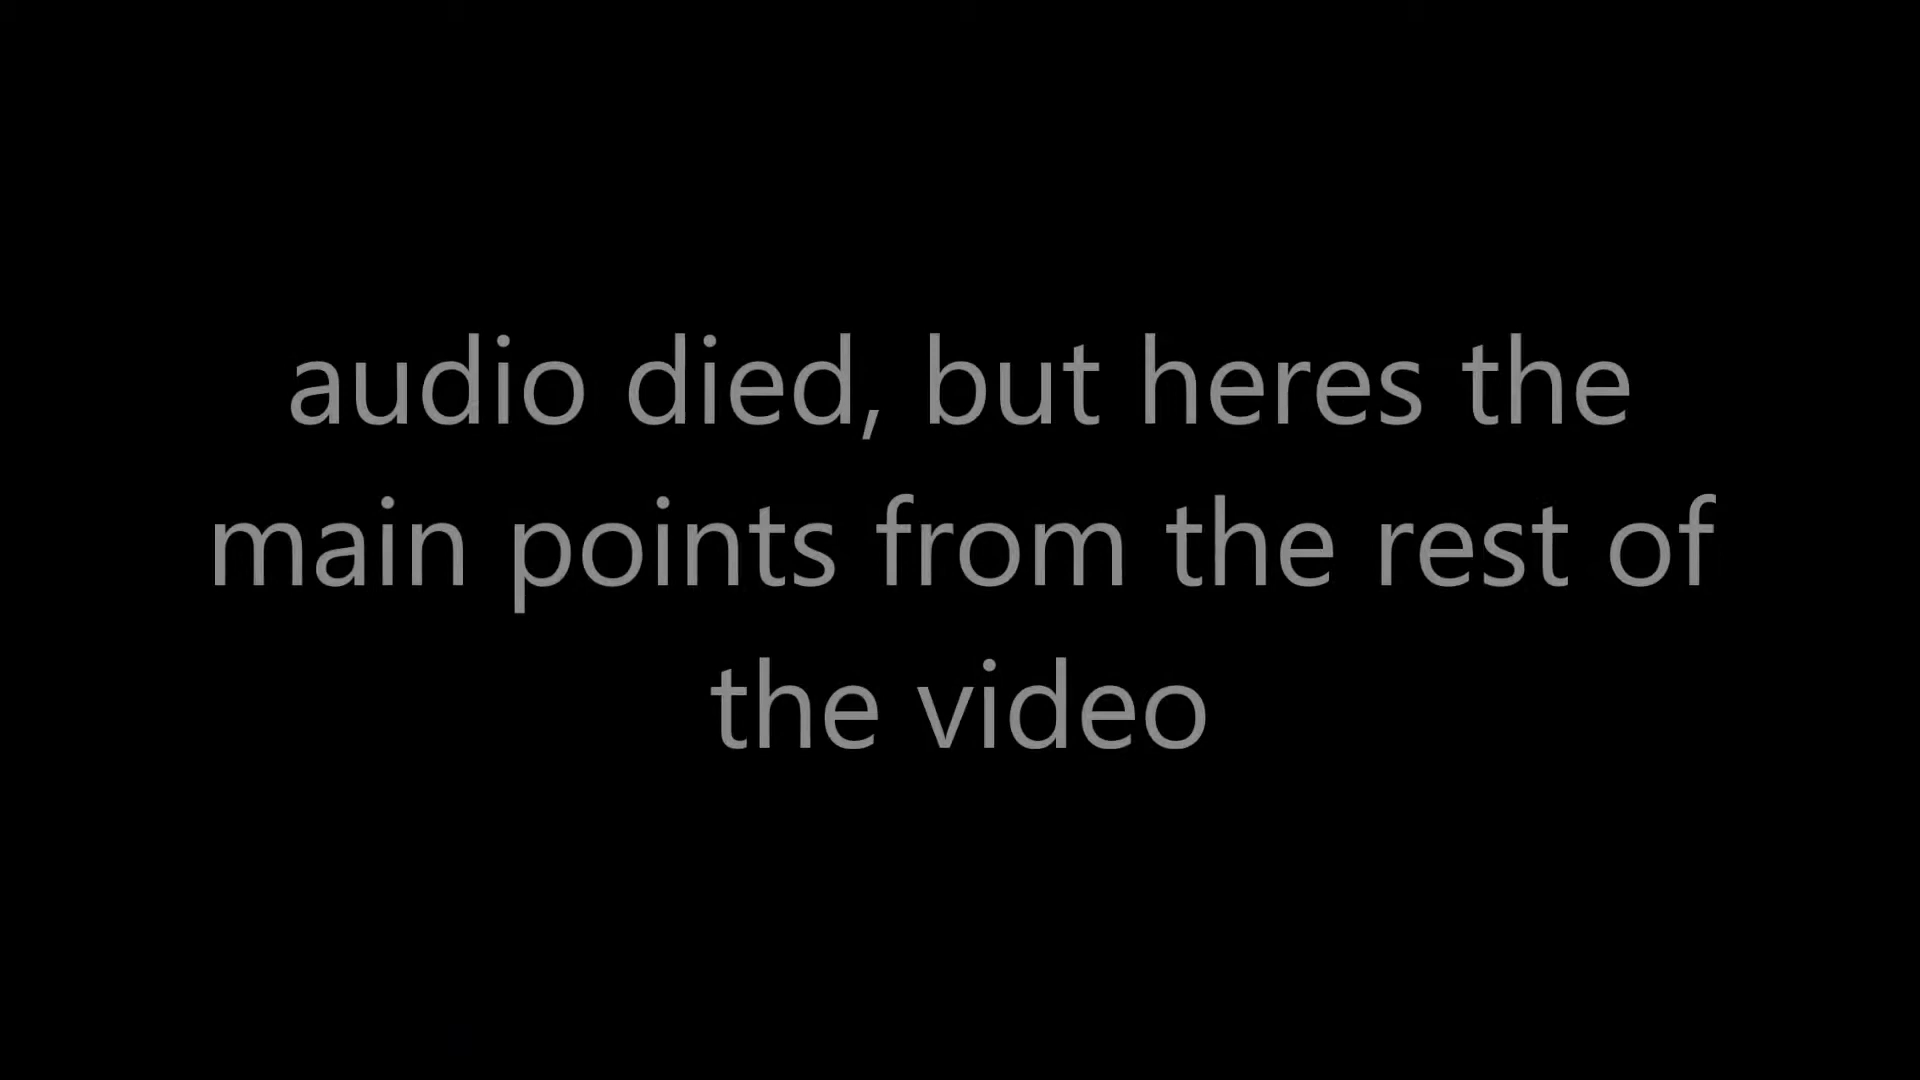 audio died, but heres the
main points from the rest of
the video